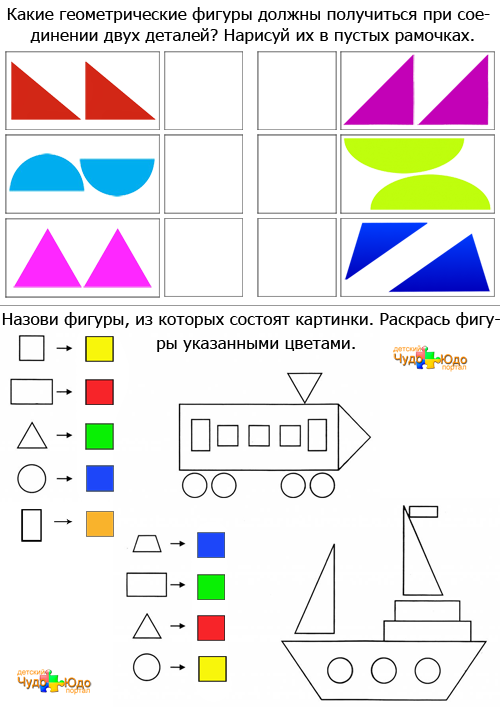 Какие геометрические фигуры должны получиться при сое-
динении двух деталей? Нарисуй их в пустых рамочках.
Назови фигуры, из которых состоят картинки. Раскрась фигу-
ры указанными цветами.
детский
Чудо Юдо
портал
детский
Чудо Юдо
портал